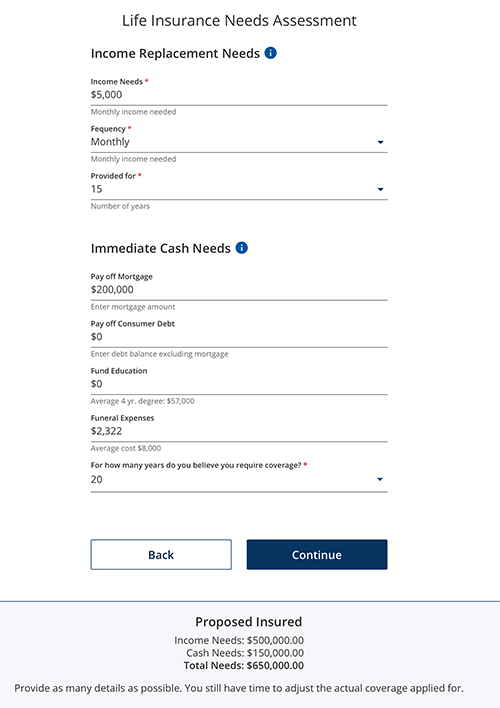 Life Insurance Needs Assessment
Income Replacement Needs
Income Needs *
$5,000
Monthly income needed
Fequency *
Monthly
Monthly income needed
Provided for *
15
Number of years
Immediate Cash Needs
Pay off Mortgage
$200,000
Enter mortgage amount
Pay off Consumer Debt
$0
Enter debt balance excluding mortgage
Fund Education
$0
Average 4 yr. degree: $57,000
Funeral Expenses
$2,322
Average cost $8,000
For how many years do you believe you require coverage? *
20
Back Continue
Proposed Insured
Income Needs: $500,000.00
Cash Needs: $150,000.00
Total Needs: $650,000.00
Provide as many details as possible. You still have time to adjust the actual coverage applied for.